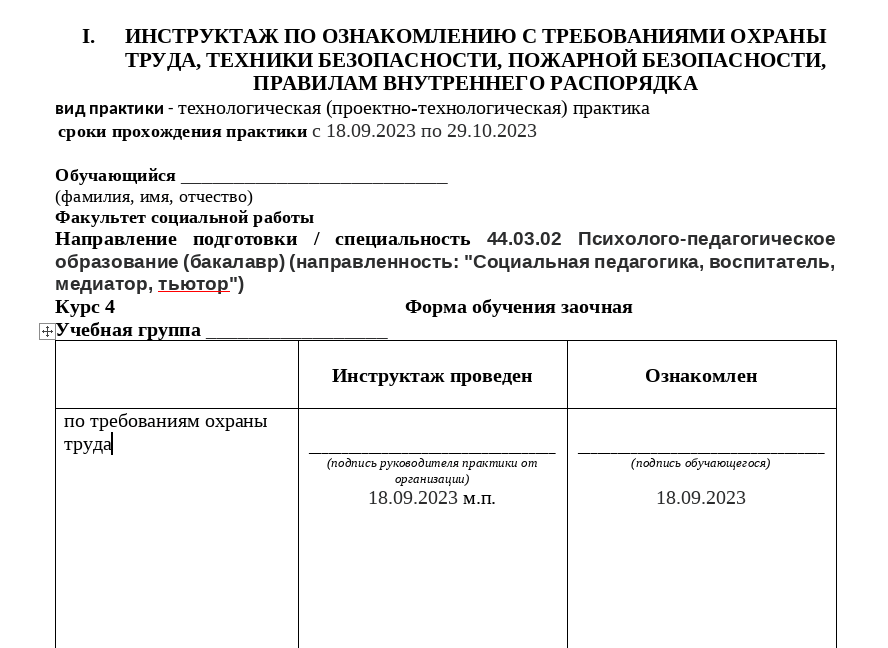 I. ИНСТРУКТАЖ ПО ОЗНАКОМЛЕНИЮ С ТРЕБОВАНИЯМИ ОХРАНЫ
ТРУДА, ТЕХНИКИ БЕЗОПАСНОСТИ, ПОЖАРНОЙ БЕЗОПАСНОСТИ,
ПРАВИЛАМ ВНУТРЕННЕГО РАСПОРЯДКА
вид практики - технологическая (проектно-технологическая) практика
сроки прохождения практики с 18.09.2023 по 29.10.2023
Обучающийся ___________________________
(фамилия, имя, отчество)
Факультет социальной работы
Направление подготовки / специальность 44.03.02 Психолого-педагогическое
образование (бакалавр) (направленность: "Социальная педагогика, воспитатель,
медиатор, тьютор")
Курс 4 Форма обучения заочная
Учебная группа __________________
Инструктаж проведен Ознакомлен
по требованиям охраны
труда
______________________________ ______________________________
(подпись руководителя практики от (подпись обучающегося)
организации)
18.09.2023 м.п. 18.09.2023